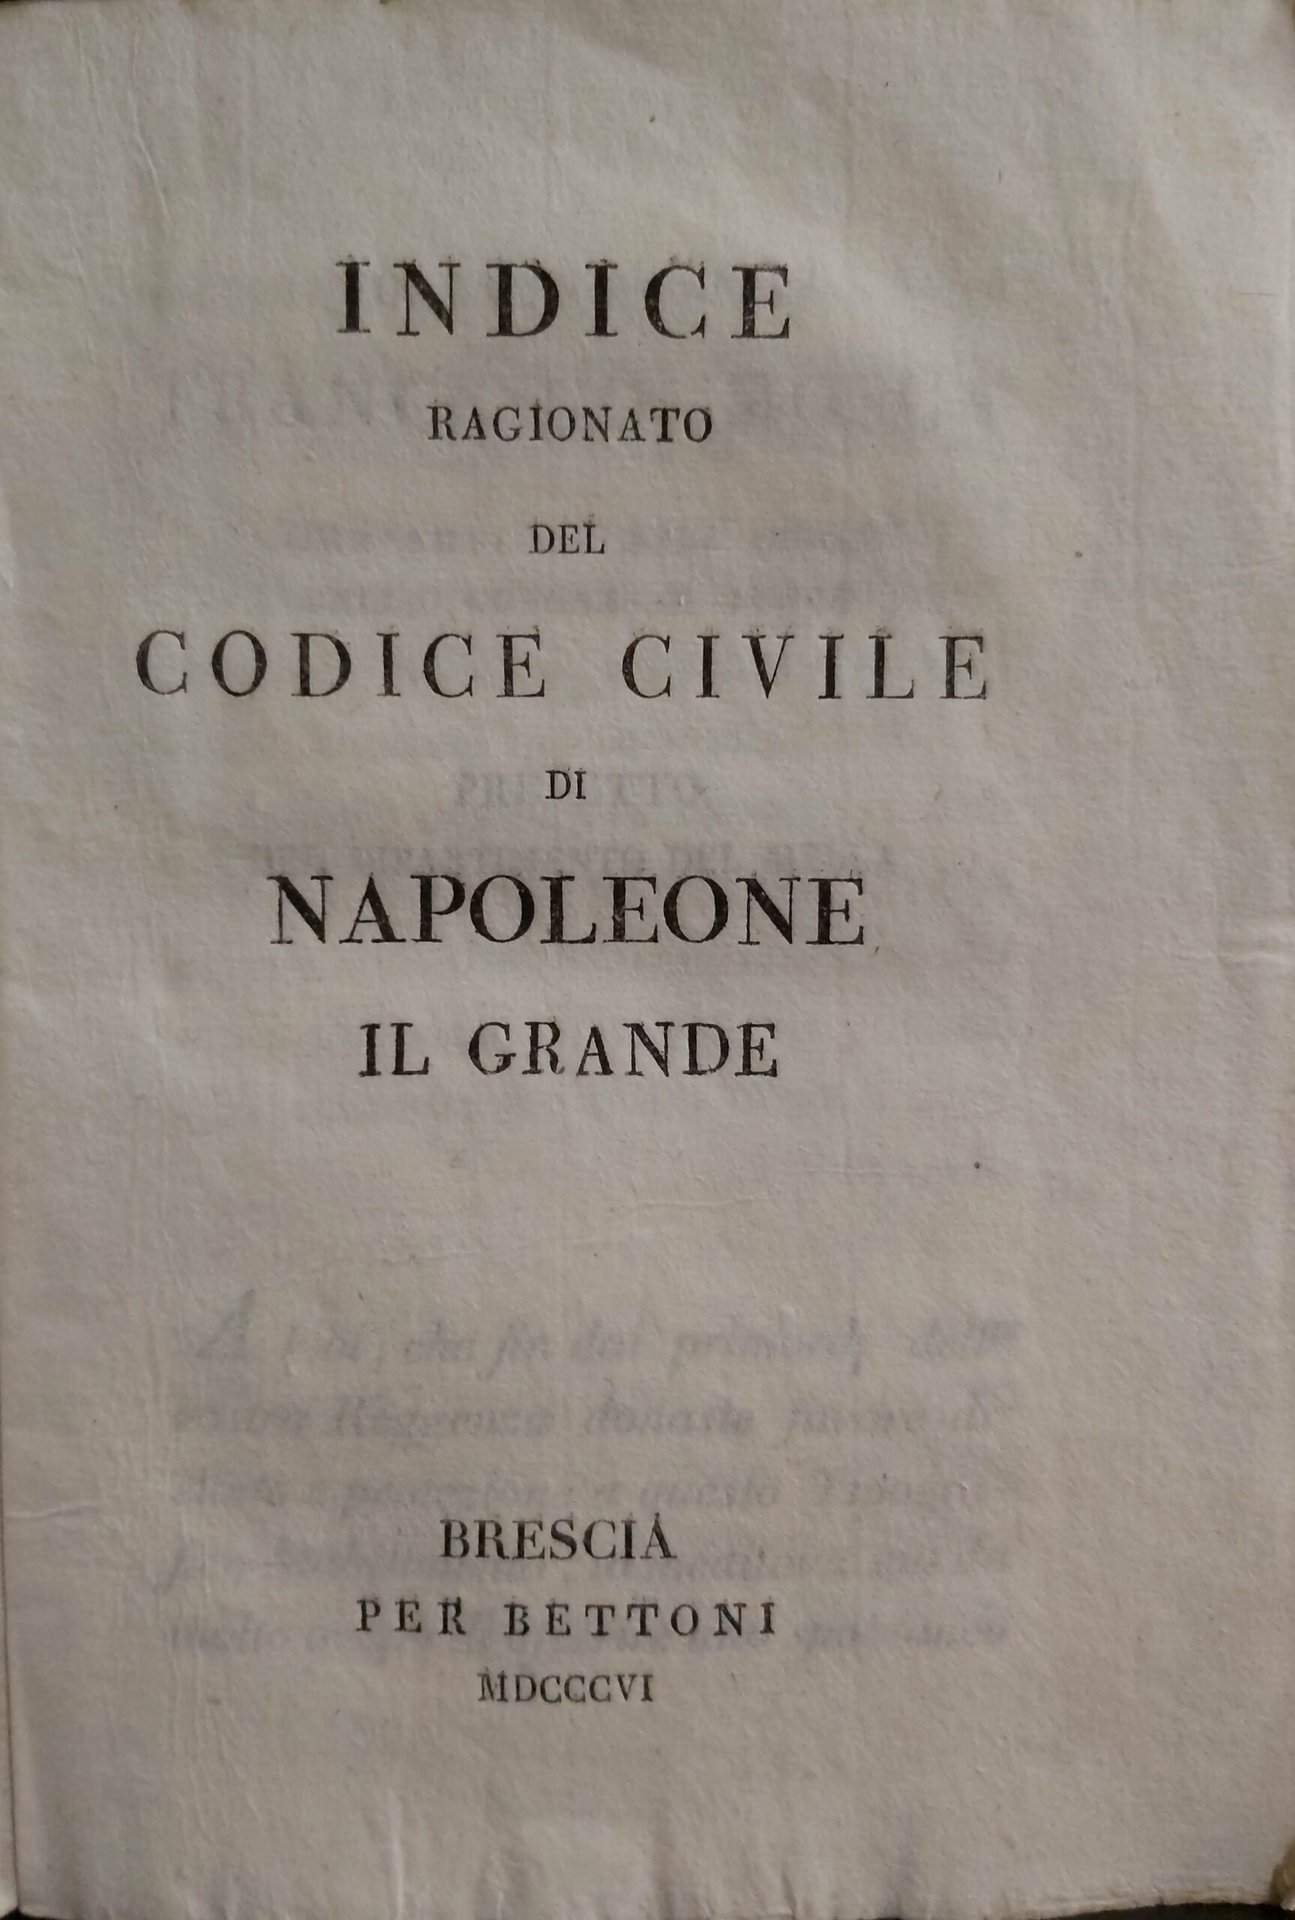 INDICE
RAGIONATO
DEL
CODICE CIVILE
DI
NAPOLEONE
IL GRANDE
BRESCIA
PER BETTONI
MDCCCVI